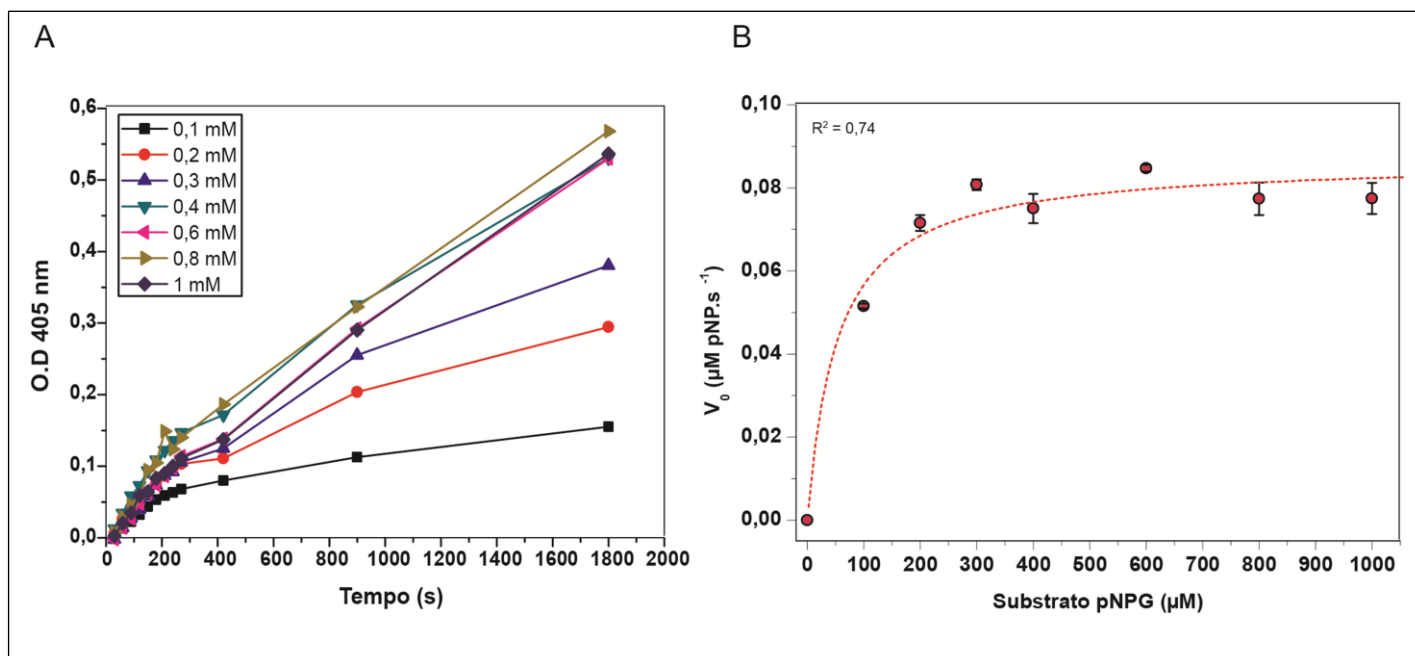 A
0,6
0,5
0,4
0,3
0,2
0,1
0,0
0,1 mM
0,2 mM
0,3 mM
0,4 mM
0,6 mM
0,8 mM
1 mM
O.D 405 nm
0 200 400 600 800 1000 1200 1400 1600 1800 2000
Tempo (s)
B
0,10
0,08
0,06
0,04
0,02
0,00
R² = 0,74
V₀ (µM pNP.s ⁻¹)
0 100 200 300 400 500 600 700 800 900 1000
Substrato pNPG (µM)